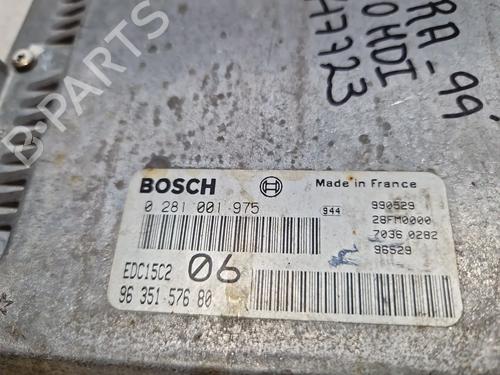 RA-99'
0 HDI
47723
BOSCH
Made in France
0 281 001 975
944
990529
28FM0000
7036 0282
96529
EDC15C2
06
96 351 576 80